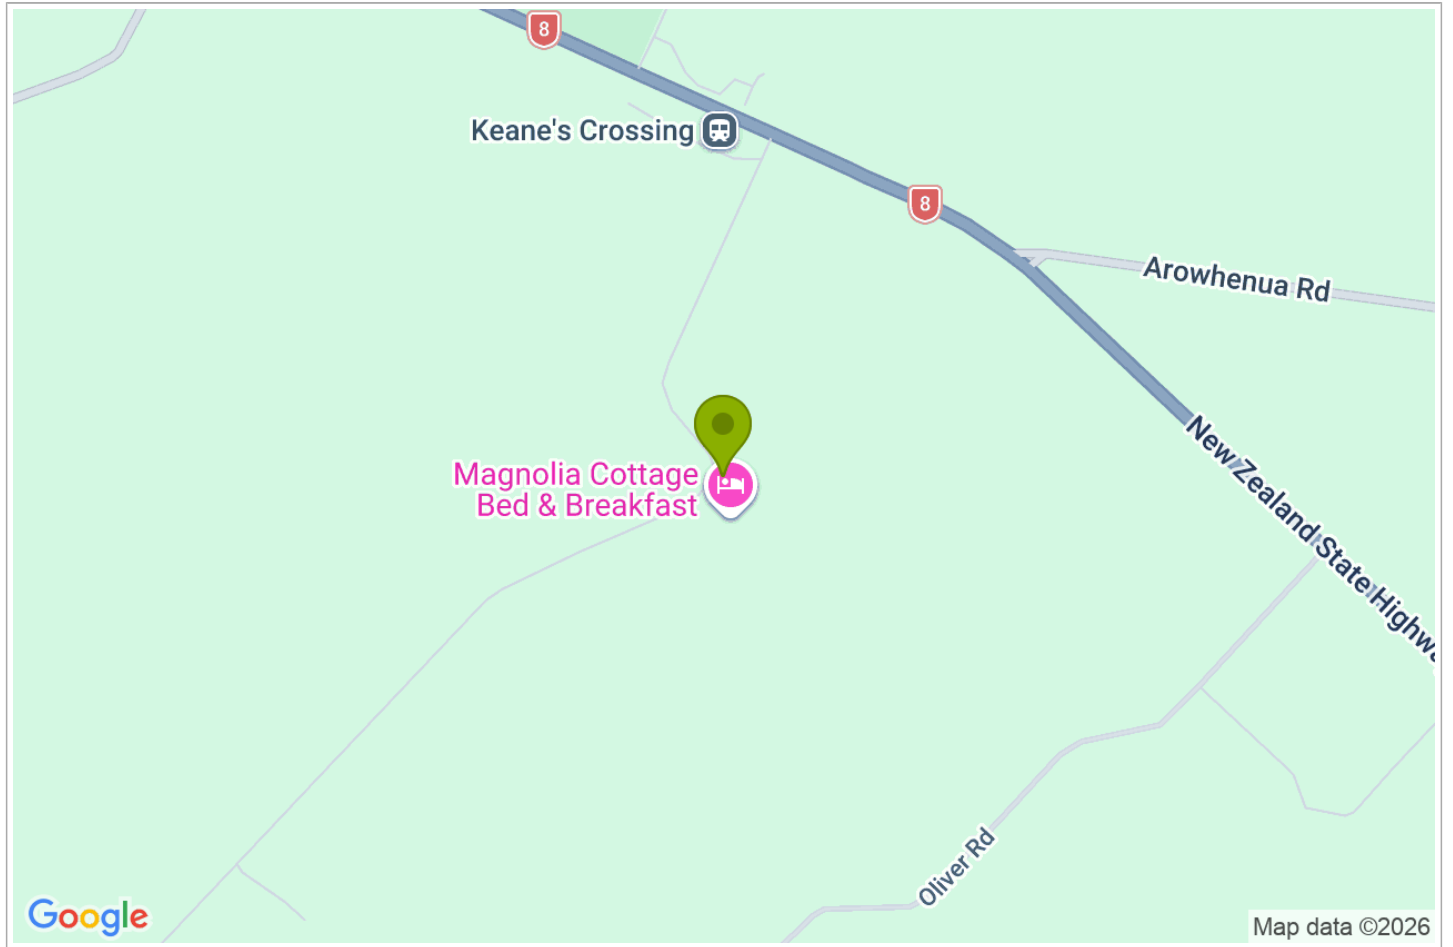 8
Keane's Crossing
8
Arowhenua Rd
Magnolia Cottage
Bed & Breakfast
New Zealand State Highwa
Oliver Rd
Google
Map data ©2026